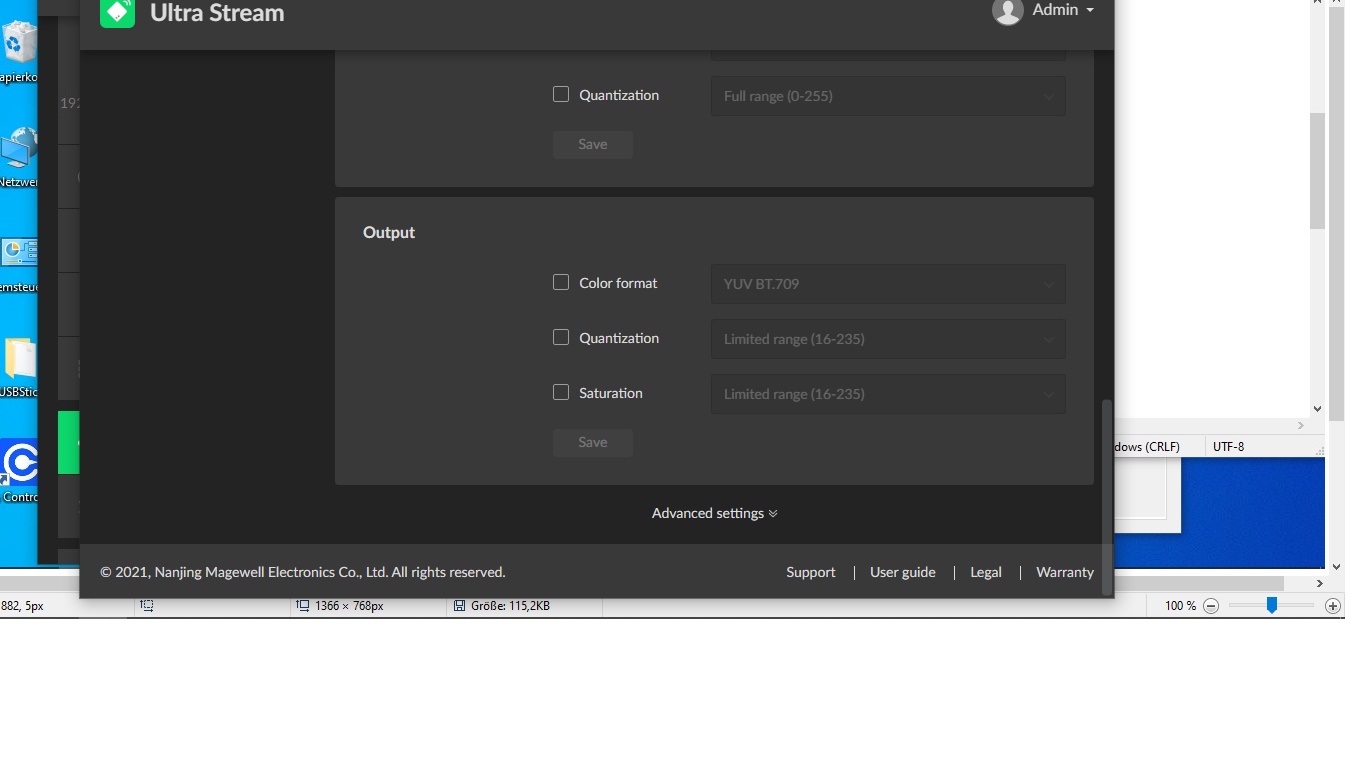 Ultra Stream
Admin
Quantization
Full range (0-255)
Save
Output
Color format
YUV BT.709
Quantization
Limited range (16-235)
Saturation
Limited range (16-235)
Save
Advanced settings
© 2021, Nanjing Magewell Electronics Co., Ltd. All rights reserved.
Support | User guide | Legal | Warranty
apierko
192
Netzwer
emsteue
USBStic
Contro
dows (CRLF)
UTF-8
882, 5px
1366 × 768px
Größe: 115,2KB
100 %